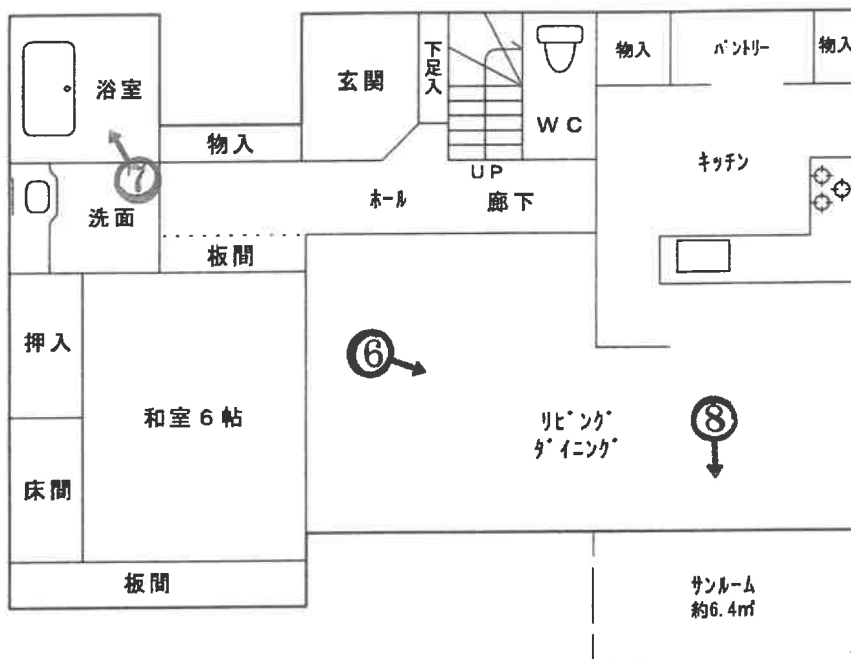 浴室
物入
玄関
下足入
UP
WC
物入
パントリー
物入
キッチン
⑦
洗面
ホール
廊下
板間
押入
和室6帖
⑥
リビング
ダイニング
⑧
床間
板間
サンルーム
約6.4㎡